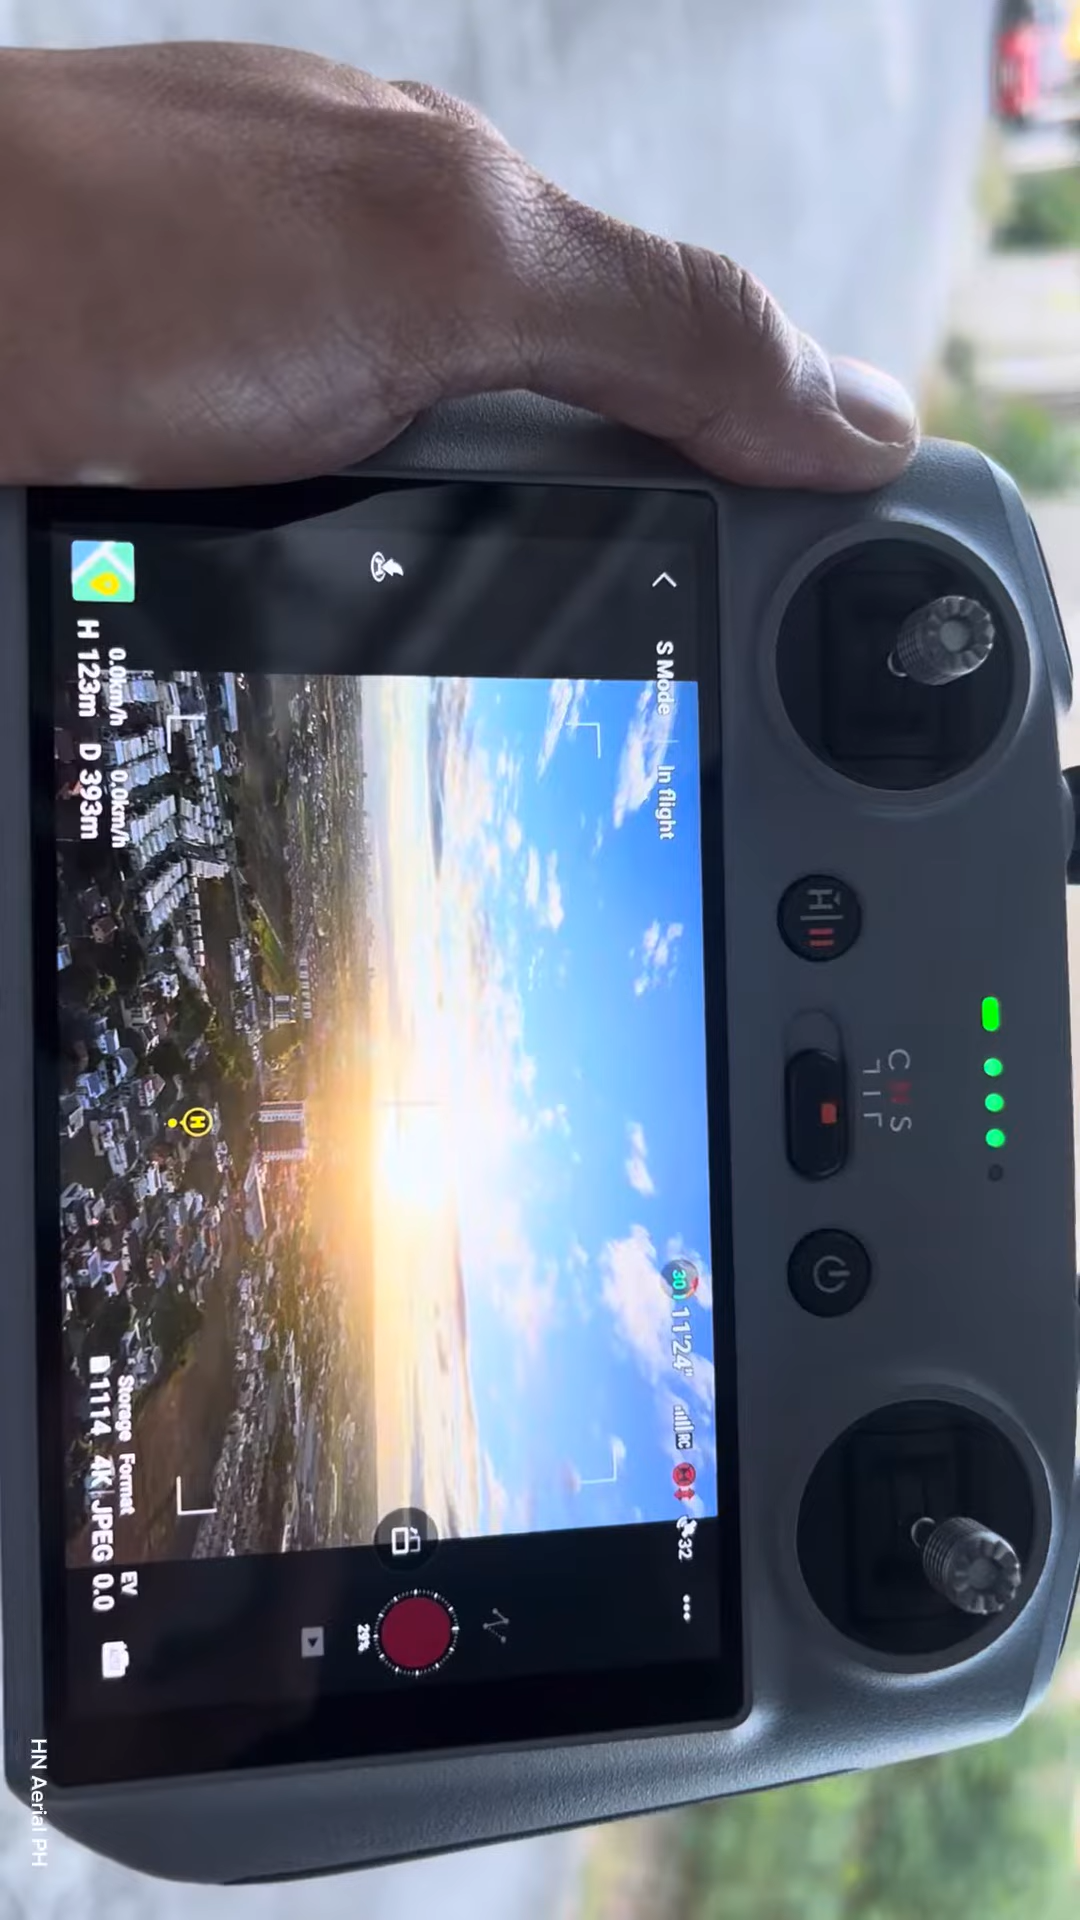 C M S
S Mode | In flight
30 11'24" RC 32
H
29%
0.0km/h 0.0km/h
H 123m D 393m
Storage Format EV
1114 4K JPEG 0.0
HN Aerial PH